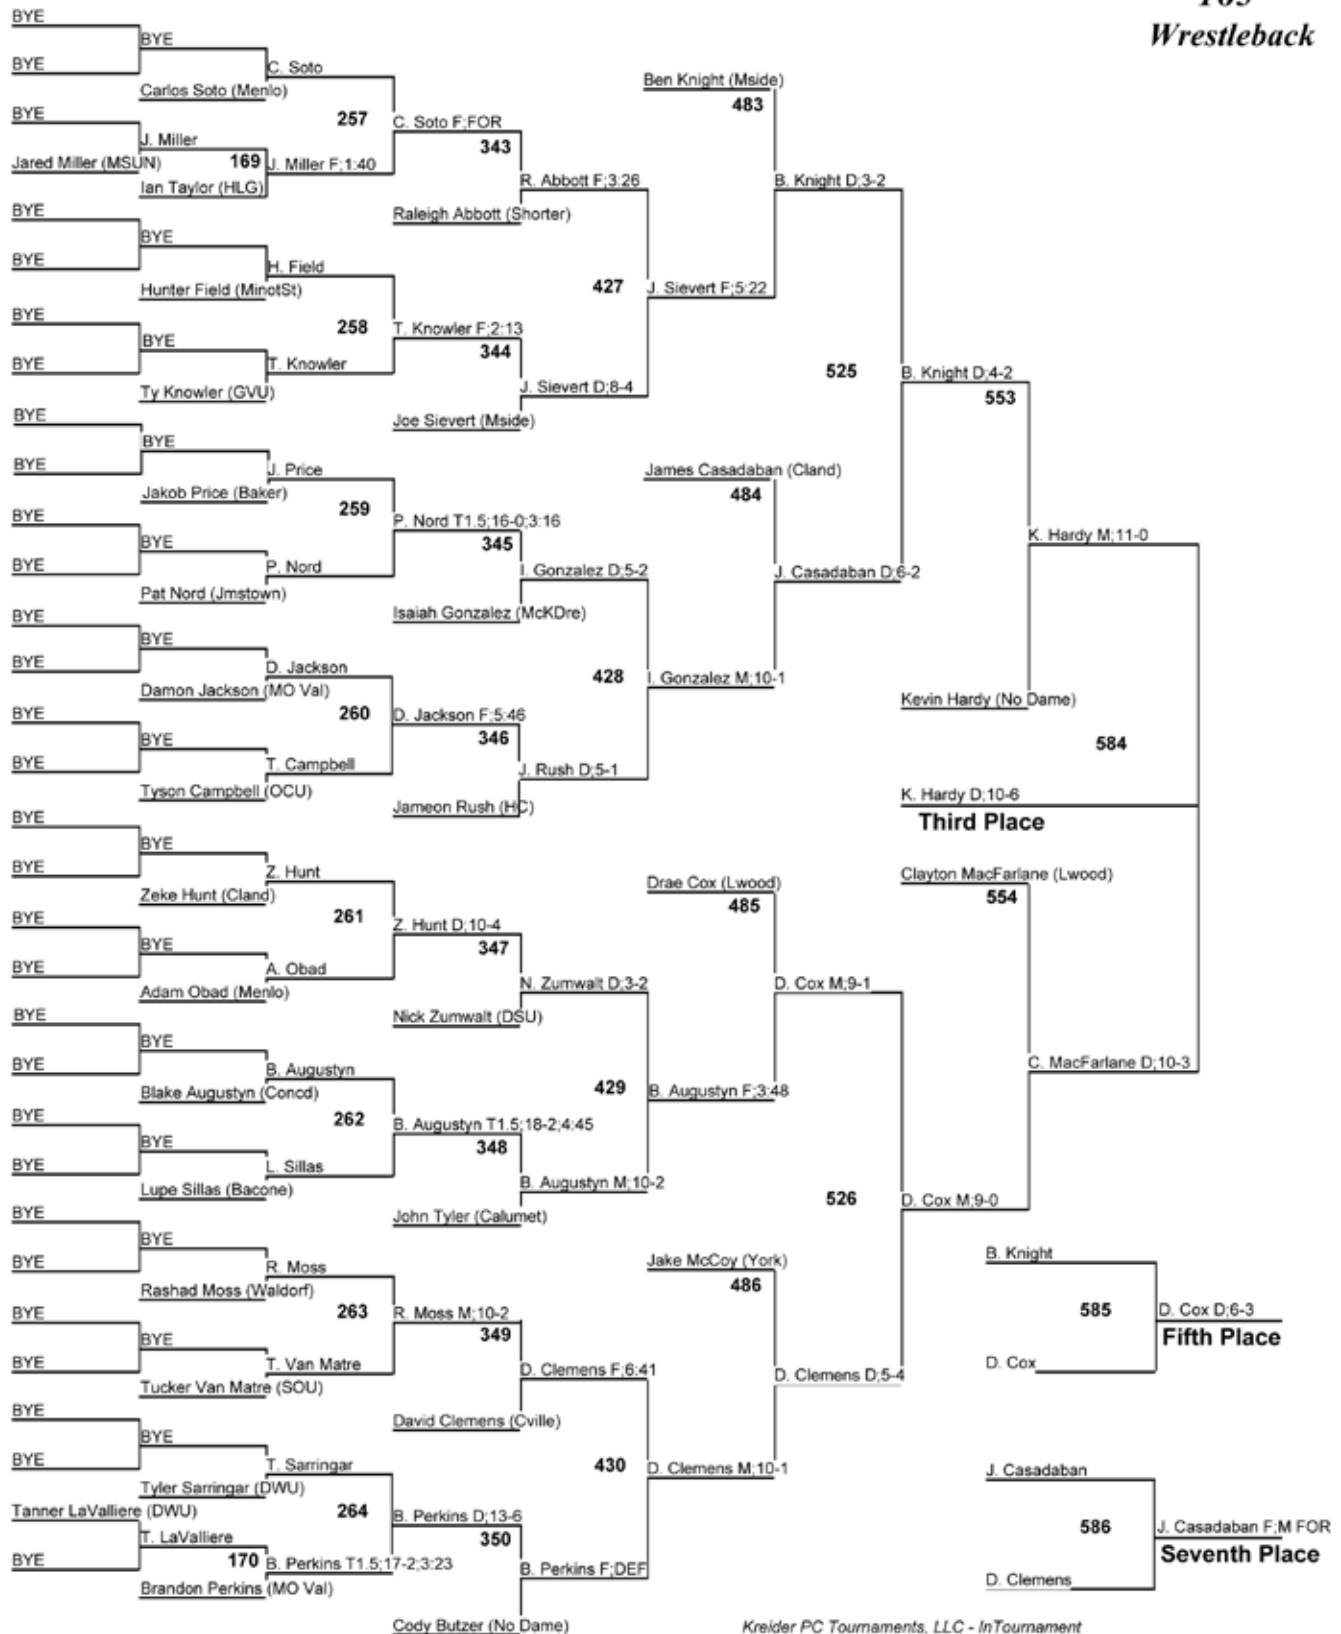 Wrestleback
BYE
BYE
BYE
C. Soto
BYE
Ben Knight (Mside)
Carlos Soto (Menlo)
483
BYE
257
C. Soto F;FOR
J. Miller
343
Jared Miller (MSUN)
169
J. Miller F;1:40
R. Abbott F;3:26
B. Knight D;3-2
Ian Taylor (HLG)
BYE
Raleigh Abbott (Shorter)
BYE
BYE
H. Field
Hunter Field (MinotSt)
427
J. Sievert F;5:22
BYE
258
T. Knowler F;2:13
BYE
344
BYE
T. Knowler
525
B. Knight D;4-2
Ty Knowler (GVU)
J. Sievert D;8-4
553
BYE
Joe Sievert (Mside)
BYE
BYE
J. Price
James Casadaban (Cland)
Jakob Price (Baker)
484
259
BYE
P. Nord T1.5;16-0;3:16
K. Hardy M;11-0
BYE
345
BYE
P. Nord
I. Gonzalez D;5-2
J. Casadaban D;6-2
Pat Nord (Jmstown)
Isaiah Gonzalez (McKDre)
BYE
BYE
BYE
D. Jackson
428
I. Gonzalez M;10-1
Damon Jackson (MO Val)
Kevin Hardy (No Dame)
BYE
260
D. Jackson F;5:46
BYE
346
584
BYE
T. Campbell
J. Rush D;5-1
Tyson Campbell (OCU)
K. Hardy D;10-6
Jameon Rush (HC)
BYE
Third Place
BYE
BYE
Z. Hunt
Clayton MacFarlane (Lwood)
Drae Cox (Lwood)
Zeke Hunt (Cland)
554
485
BYE
261
Z. Hunt D;10-4
BYE
347
BYE
A. Obad
N. Zumwalt D;3-2
D. Cox M;9-1
Adam Obad (Menlo)
BYE
Nick Zumwalt (DSU)
BYE
BYE
B. Augustyn
C. MacFarlane D;10-3
429
B. Augustyn F;3:48
Blake Augustyn (Concd)
BYE
262
B. Augustyn T1.5;18-2;4:45
BYE
348
BYE
L. Sillas
B. Augustyn M;10-2
Lupe Sillas (Bacone)
526
D. Cox M;9-0
BYE
John Tyler (Calumet)
BYE
B. Knight
BYE
R. Moss
Jake McCoy (York)
Rashad Moss (Waldorf)
486
BYE
263
R. Moss M;10-2
585
D. Cox D;6-3
BYE
349
Fifth Place
BYE
T. Van Matre
D. Clemens F;6:41
D. Clemens D;5-4
D. Cox
Tucker Van Matre (SOU)
BYE
David Clemens (Cville)
BYE
BYE
T. Sarringar
430
D. Clemens M;10-1
J. Casadaban
Tyler Sarringar (DWU)
Tanner LaValliere (DWU)
264
B. Perkins D;13-6
586
J. Casadaban F;M FOR
T. LaValliere
350
BYE
170
B. Perkins T1.5;17-2;3:23
B. Perkins F;DEF
Seventh Place
Brandon Perkins (MO Val)
D. Clemens
Cody Butzer (No Dame)
Kreider PC Tournaments, LLC - InTournament